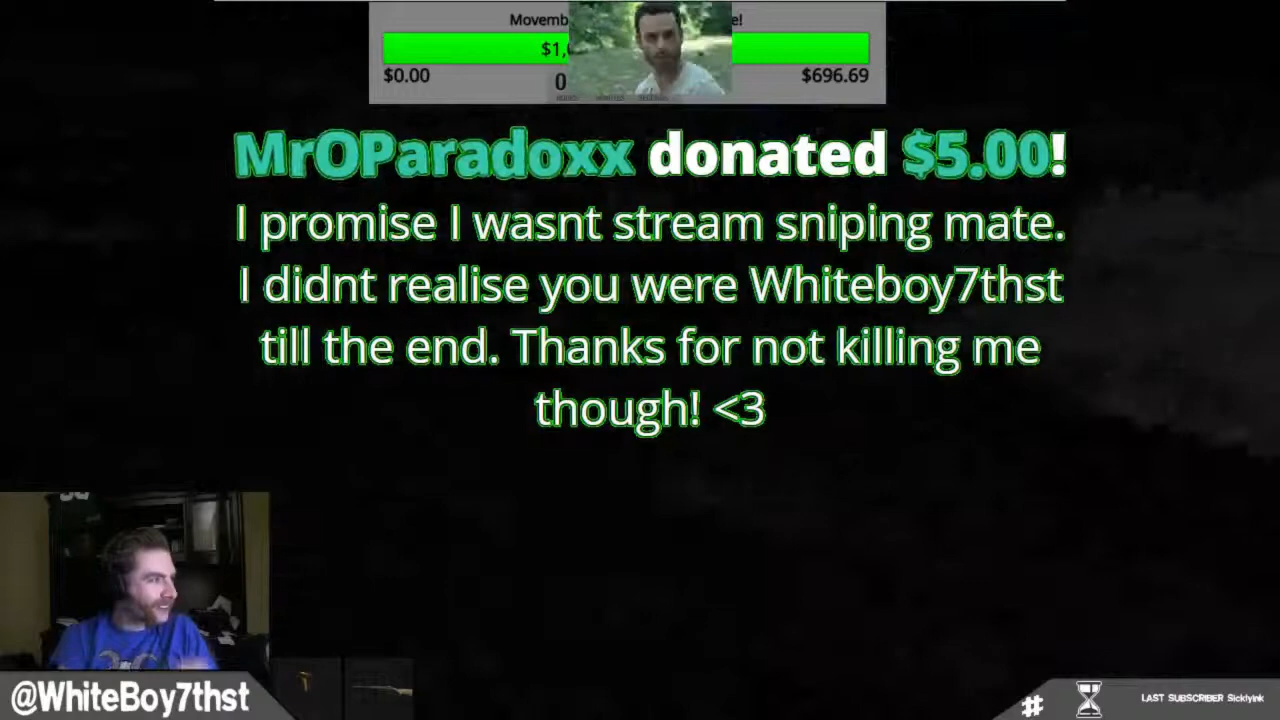 Movemb
e!
$1,
$0.00
0
$696.69
MrOParadoxx donated $5.00!
I promise I wasnt stream sniping mate.
I didnt realise you were Whiteboy7thst
till the end. Thanks for not killing me
though! <3
@WhiteBoy7thst
#
LAST SUBSCRIBER SicklyInk